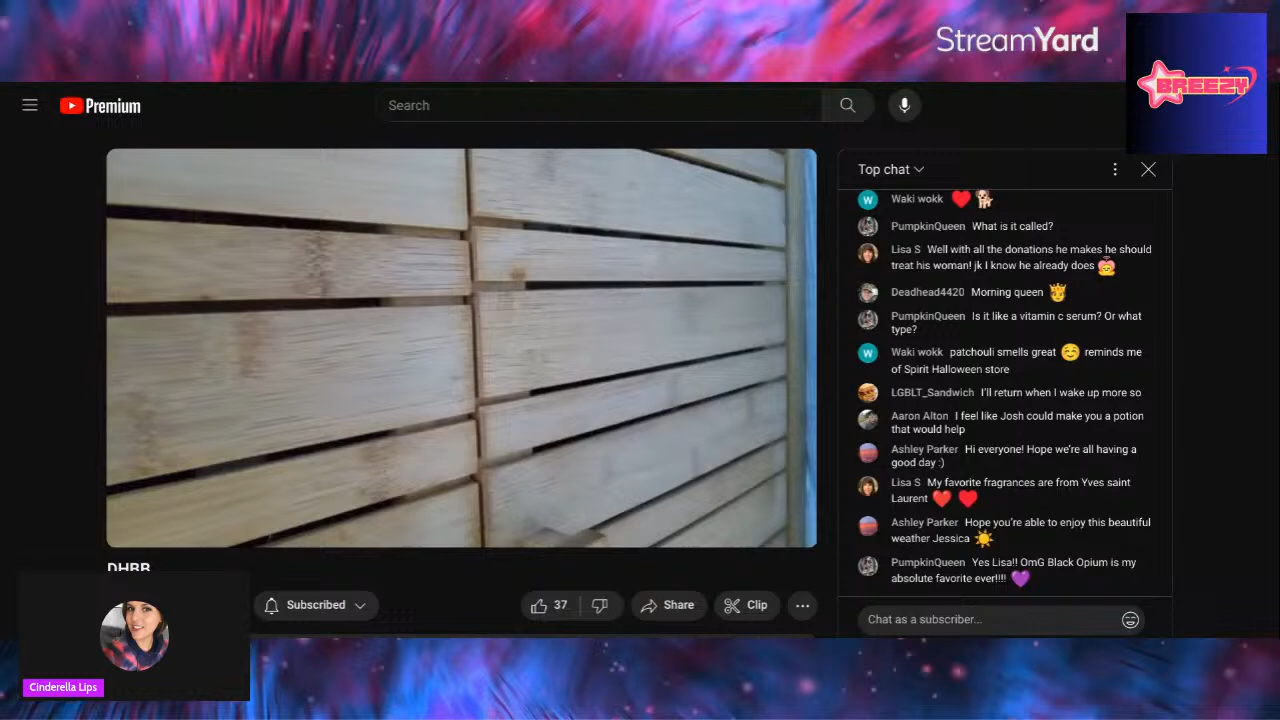 StreamYard
BREEZY
Premium
Search
Top chat
W Waki wokk
PumpkinQueen What is it called?
Lisa S Well with all the donations he makes he should
treat his woman! jk I know he already does
Deadhead4420 Morning queen
PumpkinQueen Is it like a vitamin c serum? Or what
type?
W Waki wokk patchouli smells great reminds me
of Spirit Halloween store
LGBLT_Sandwich I'll return when I wake up more so
Aaron Alton I feel like Josh could make you a potion
that would help
Ashley Parker Hi everyone! Hope we're all having a
good day :)
Lisa S My favorite fragrances are from Yves saint
Laurent
Ashley Parker Hope you're able to enjoy this beautiful
weather Jessica
PumpkinQueen Yes Lisa!! OmG Black Opium is my
absolute favorite ever!!!!
Chat as a subscriber...
DHBB
Subscribed
37
Share
Clip
Cinderella Lips